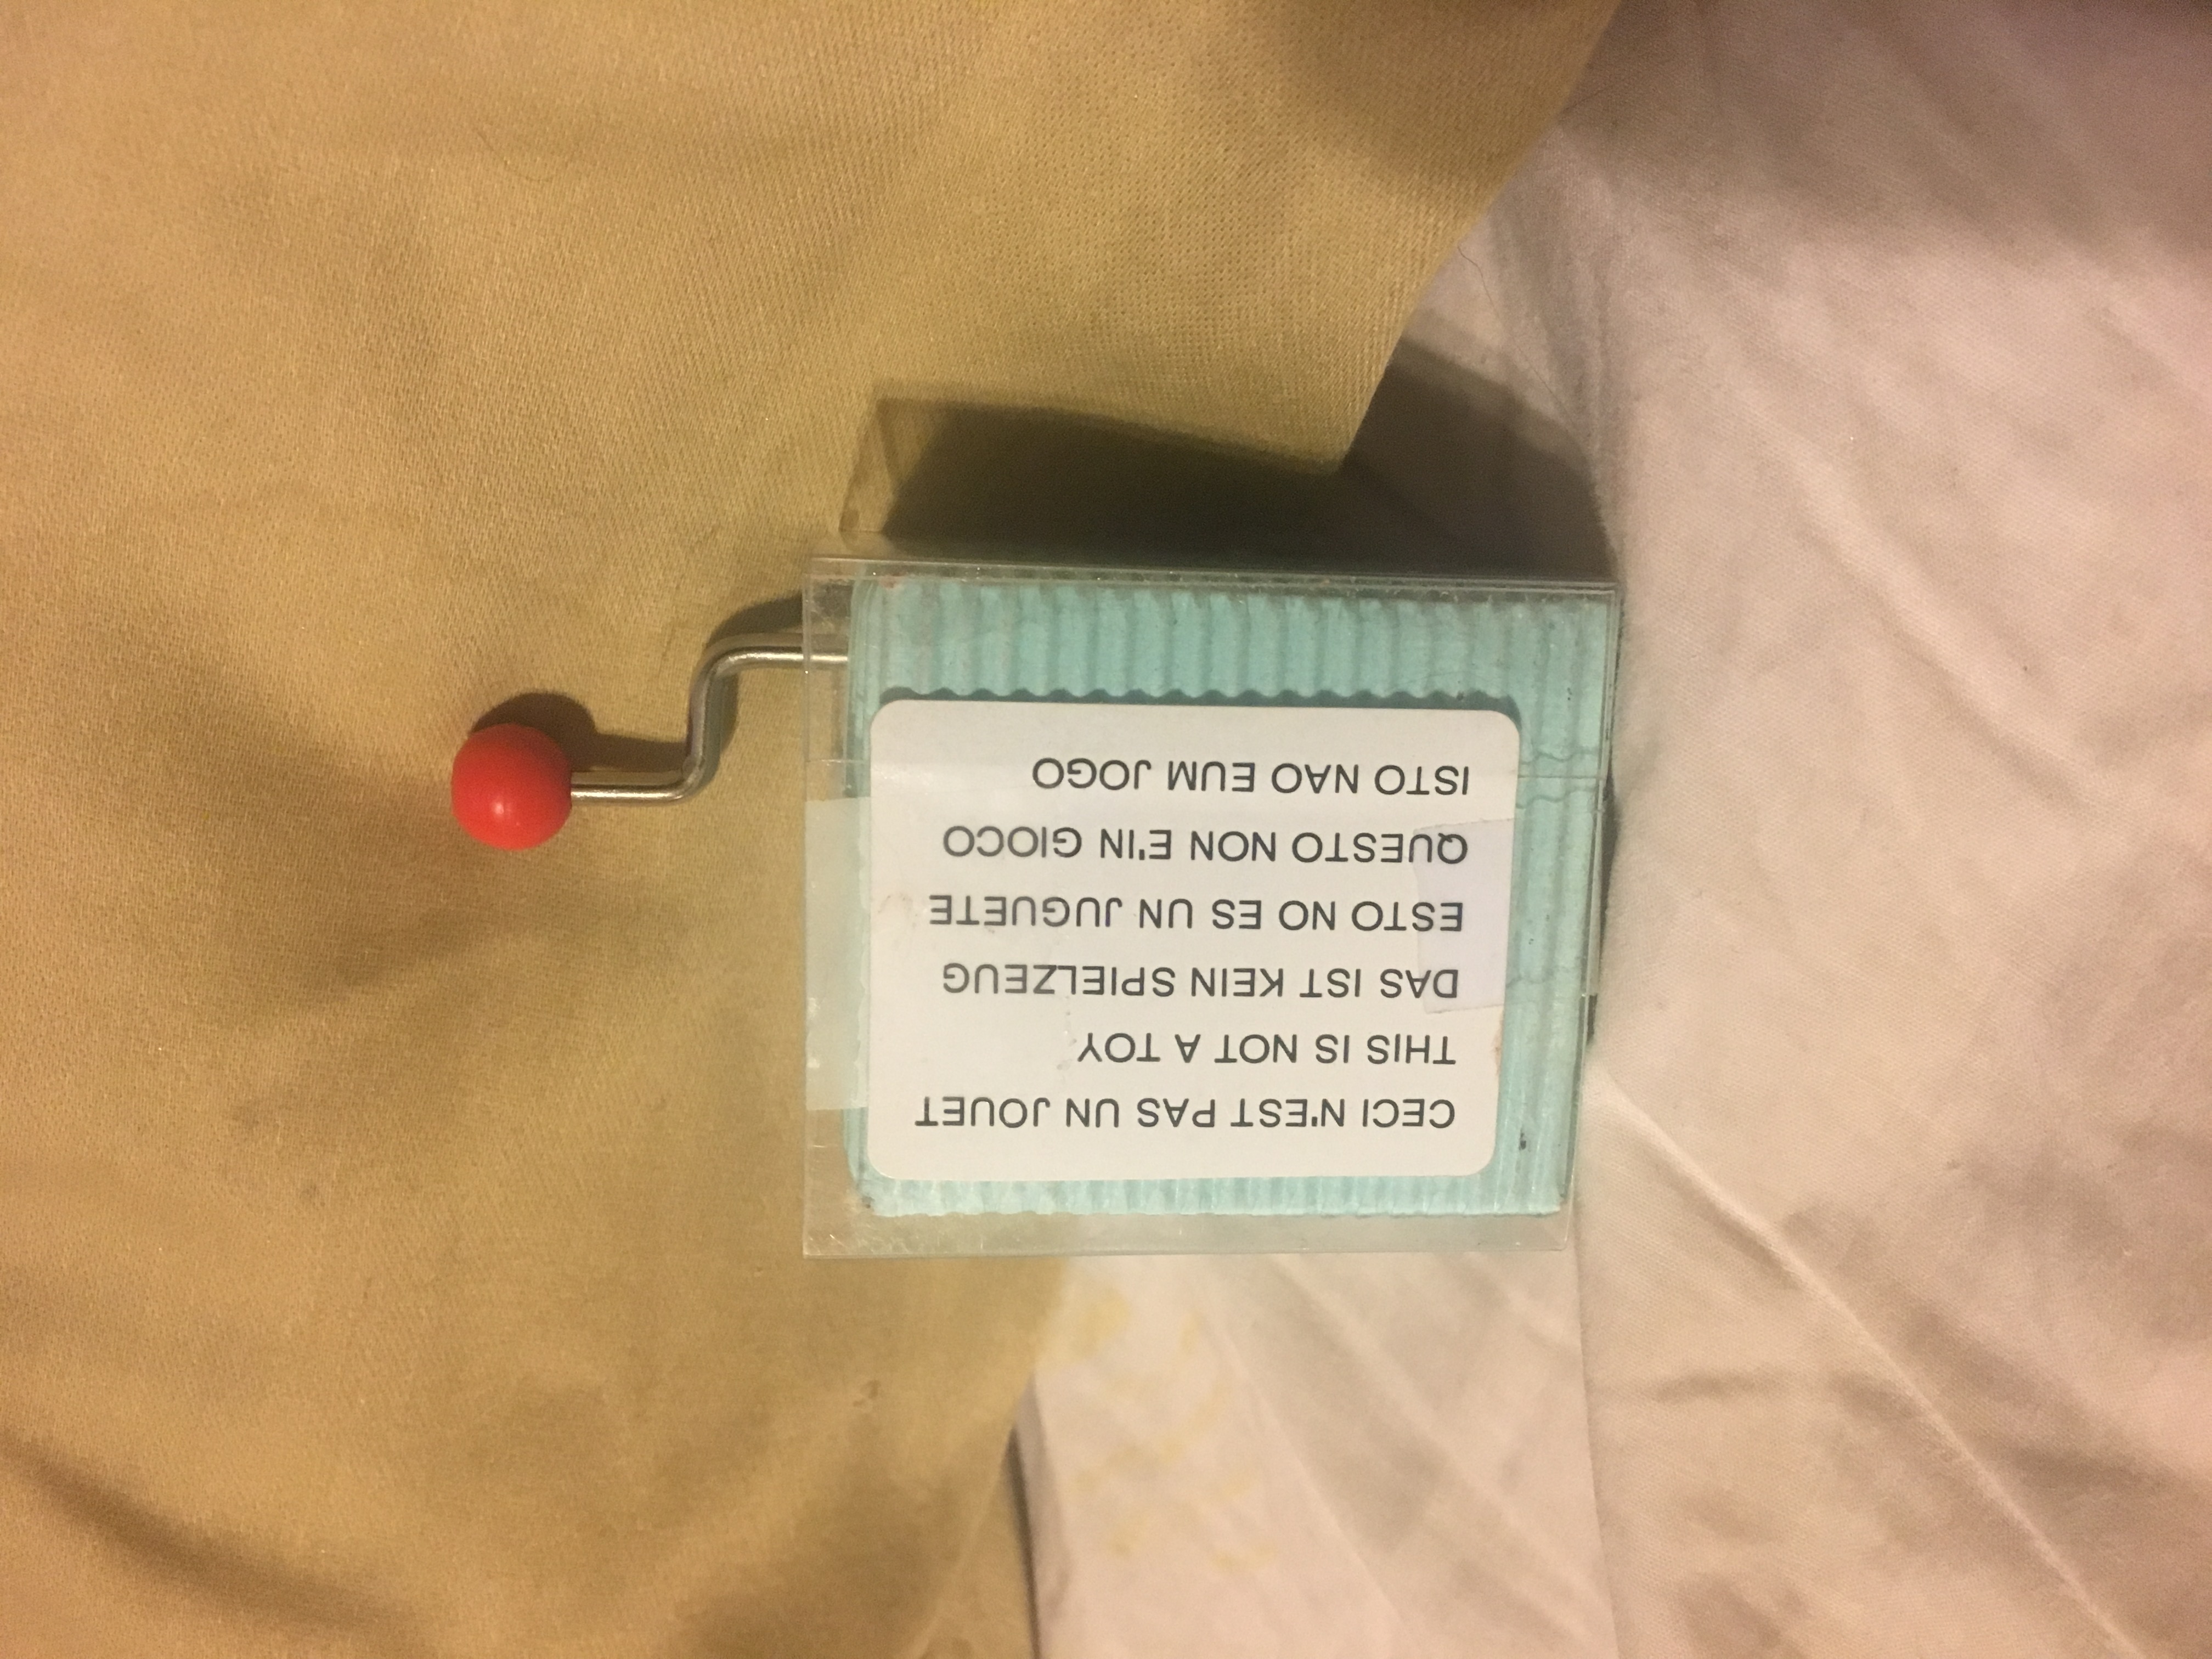 CECI N'EST PAS UN JOUET
THIS IS NOT A TOY
DAS IST KEIN SPIELZEUG
ESTO NO ES UN JUGUETE
QUESTO NON E'IN GIOCO
ISTO NAO EUM JOGO